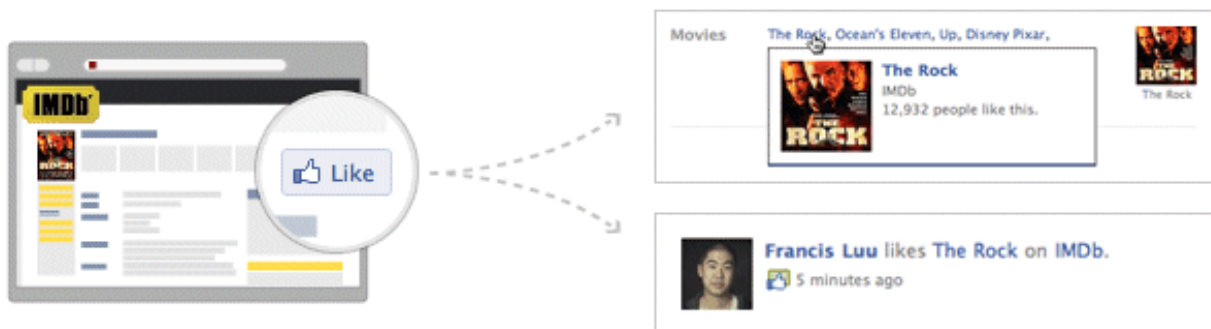 IMDb
THE
ROCK
Like
Movies
The Rock, Ocean's Eleven, Up, Disney Pixar,
THE
ROCK
The Rock
IMDb
12,932 people like this.
ROCK
The Rock
Francis Luu likes The Rock on IMDb.
5 minutes ago